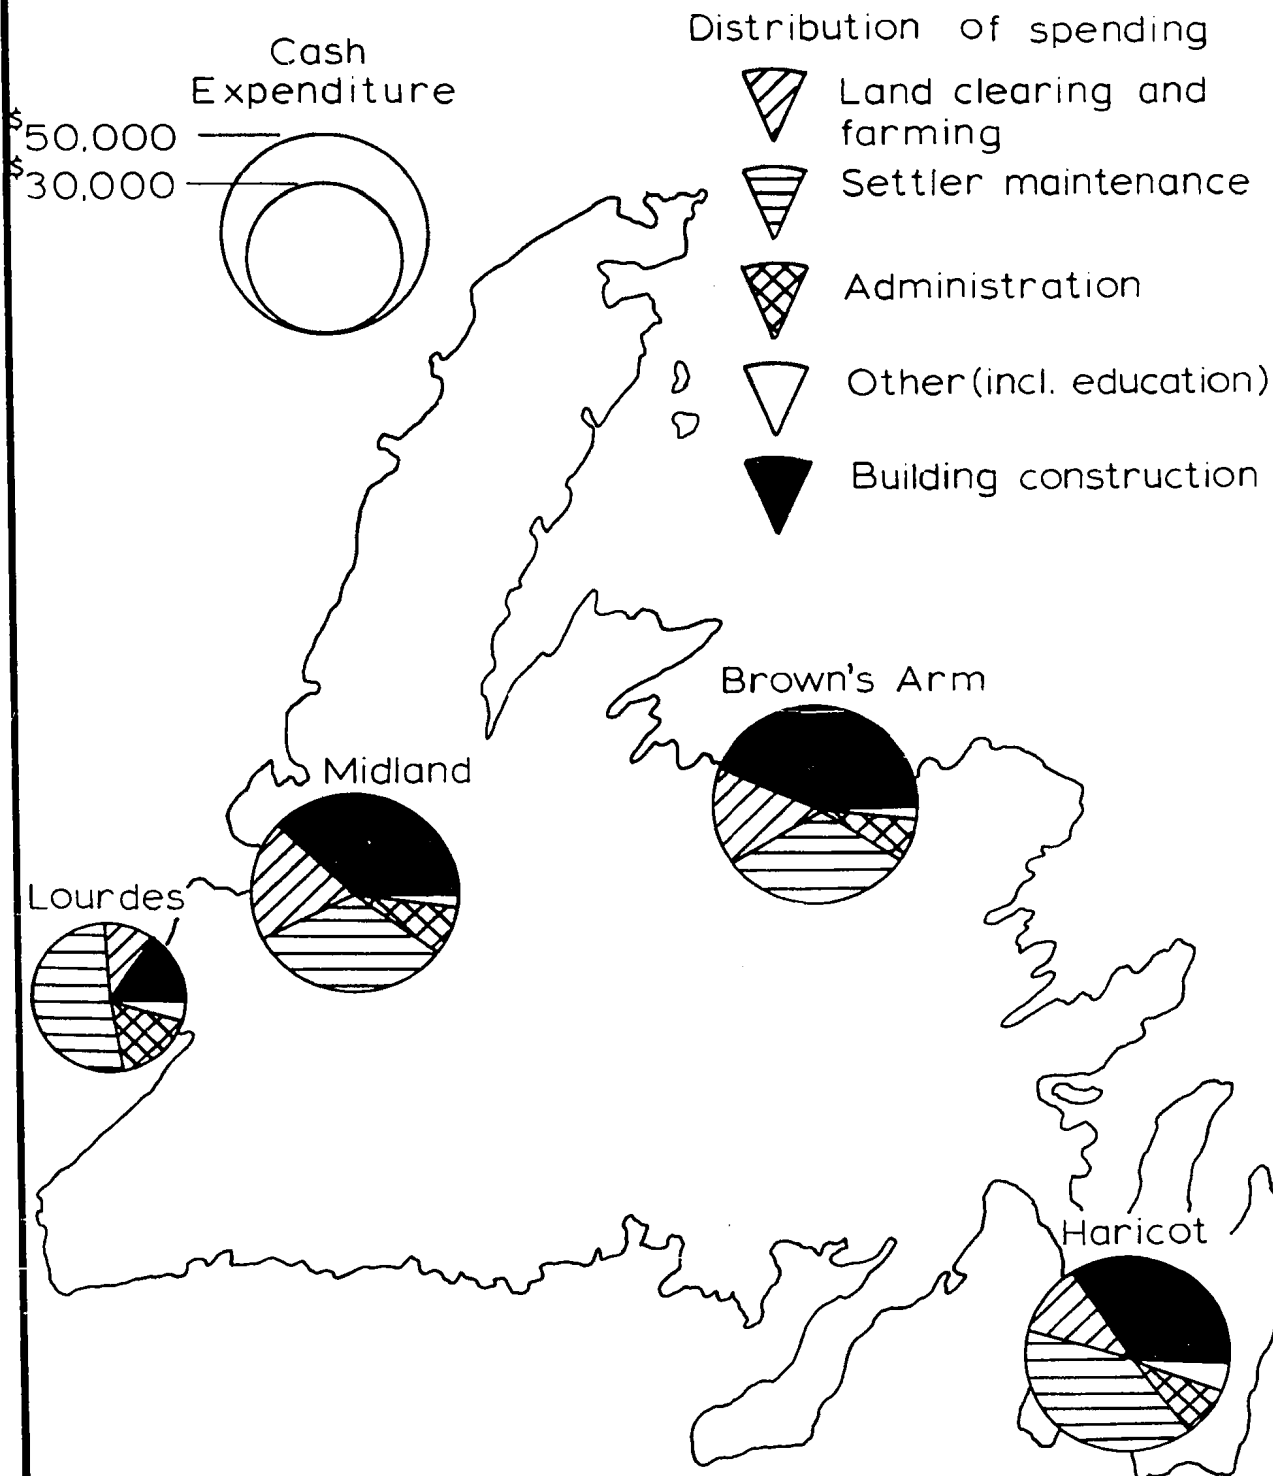 Cash
Expenditure
$50,000
$30,000
Distribution of spending
Land clearing and
farming
Settler maintenance
Administration
Other (incl. education)
Building construction
Brown's Arm
Midland
Lourdes
Haricot